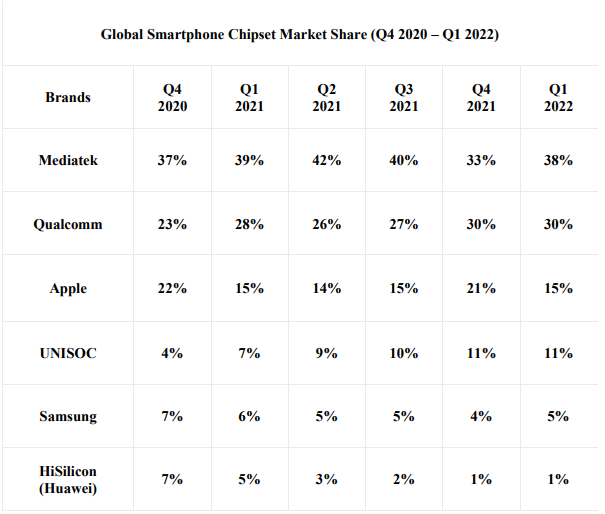 Global Smartphone Chipset Market Share (Q4 2020 – Q1 2022)
Brands Q4 2020 Q1 2021 Q2 2021 Q3 2021 Q4 2021 Q1 2022
Mediatek 37% 39% 42% 40% 33% 38%
Qualcomm 23% 28% 26% 27% 30% 30%
Apple 22% 15% 14% 15% 21% 15%
UNISOC 4% 7% 9% 10% 11% 11%
Samsung 7% 6% 5% 5% 4% 5%
HiSilicon (Huawei) 7% 5% 3% 2% 1% 1%